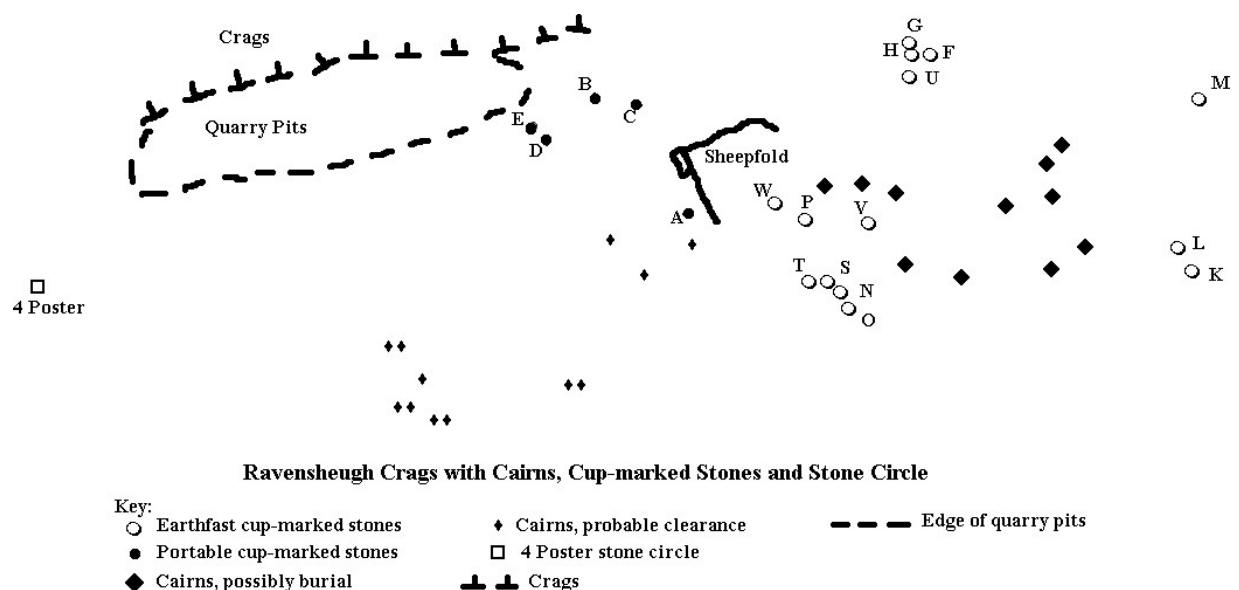 G
Crags
H F
B
U
M
Quarry Pits
E
C
D
Sheepfold
W
P
V
A
L
T
S
K
N
O
4 Poster
Ravensheugh Crags with Cairns, Cup-marked Stones and Stone Circle
Key:
Earthfast cup-marked stones
Cairns, probable clearance
Edge of quarry pits
Portable cup-marked stones
4 Poster stone circle
Cairns, possibly burial
Crags